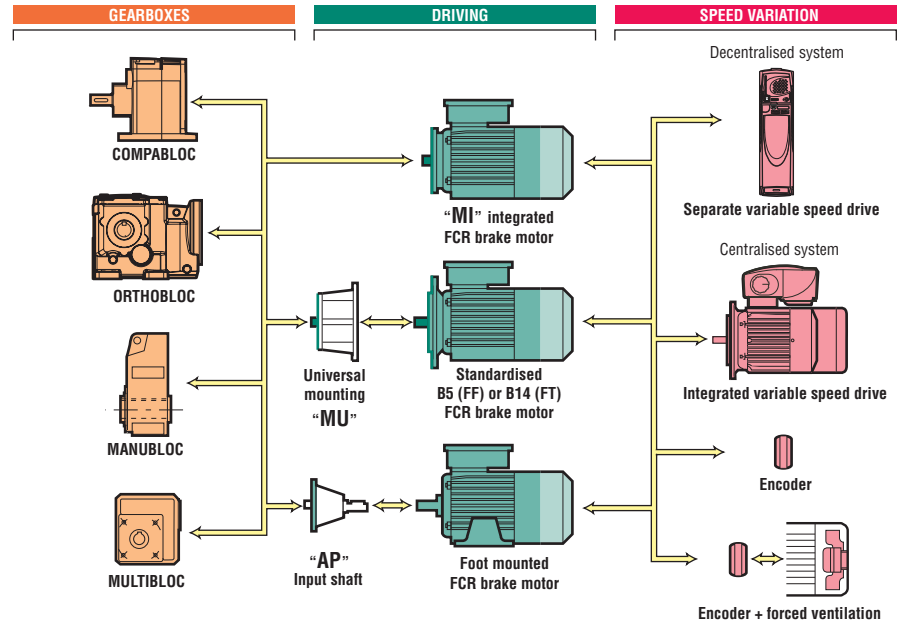 GEARBOXES
DRIVING
SPEED VARIATION
COMPABLOC
ORTHOBLOC
MANUBLOC
MULTIBLOC
“MI” integrated
FCR brake motor
Universal
mounting
“MU”
Standardised
B5 (FF) or B14 (FT)
FCR brake motor
“AP”
Input shaft
Foot mounted
FCR brake motor
Decentralised system
Separate variable speed drive
Centralised system
Integrated variable speed drive
Encoder
Encoder + forced ventilation